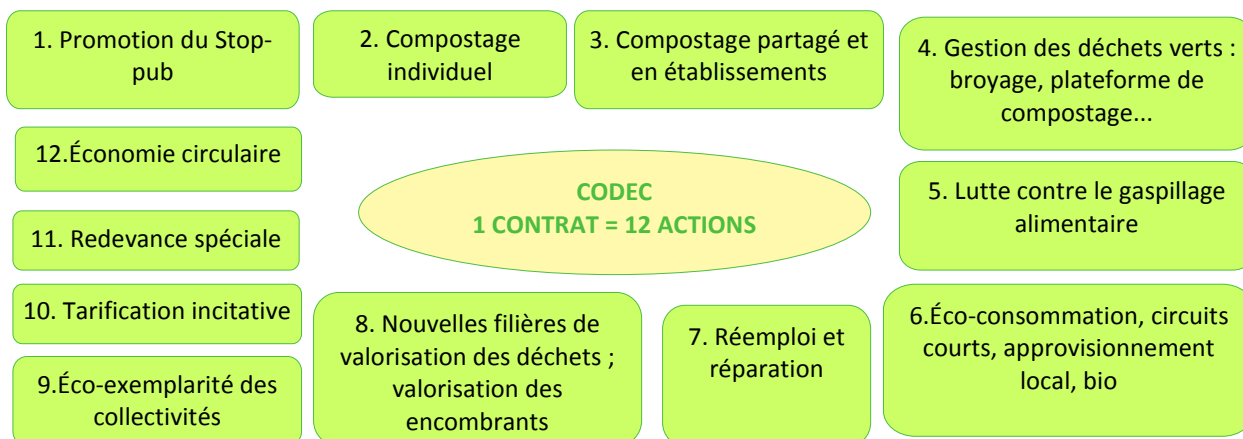 1. Promotion du Stop-
pub
2. Compostage
individuel
3. Compostage partagé et
en établissements
4. Gestion des déchets verts :
broyage, plateforme de
compostage...
12.Économie circulaire
CODEC
1 CONTRAT = 12 ACTIONS
5. Lutte contre le gaspillage
alimentaire
11. Redevance spéciale
10. Tarification incitative
8. Nouvelles filières de
valorisation des déchets ;
valorisation des
encombrants
7. Réemploi et
réparation
6.Éco-consommation, circuits
courts, approvisionnement
local, bio
9.Éco-exemplarité des
collectivités